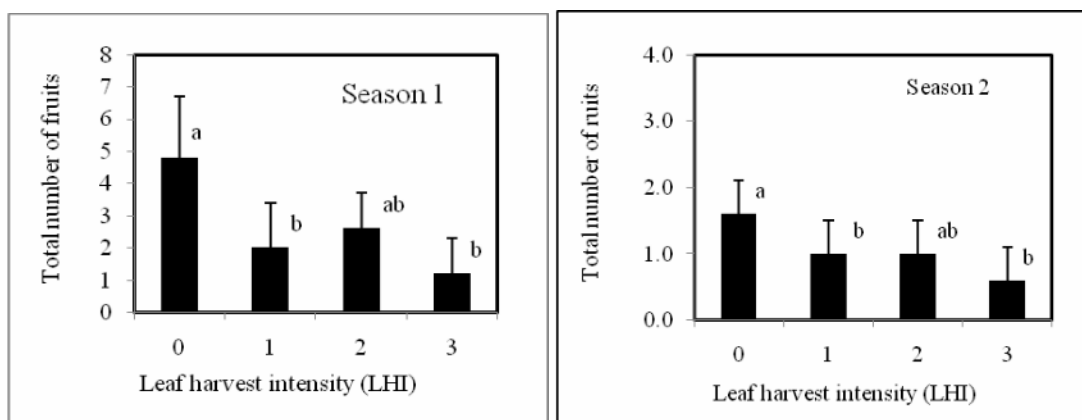 Total number of fruits
8
7
6
5
4
3
2
1
0
Season 1
a
b
ab
b
0 1 2 3
Leaf harvest intensity (LHI)
Total number of ruits
4.0
3.0
2.0
1.0
0.0
Season 2
a
b
ab
b
0 1 2 3
Leaf harvest intensity (LHI)